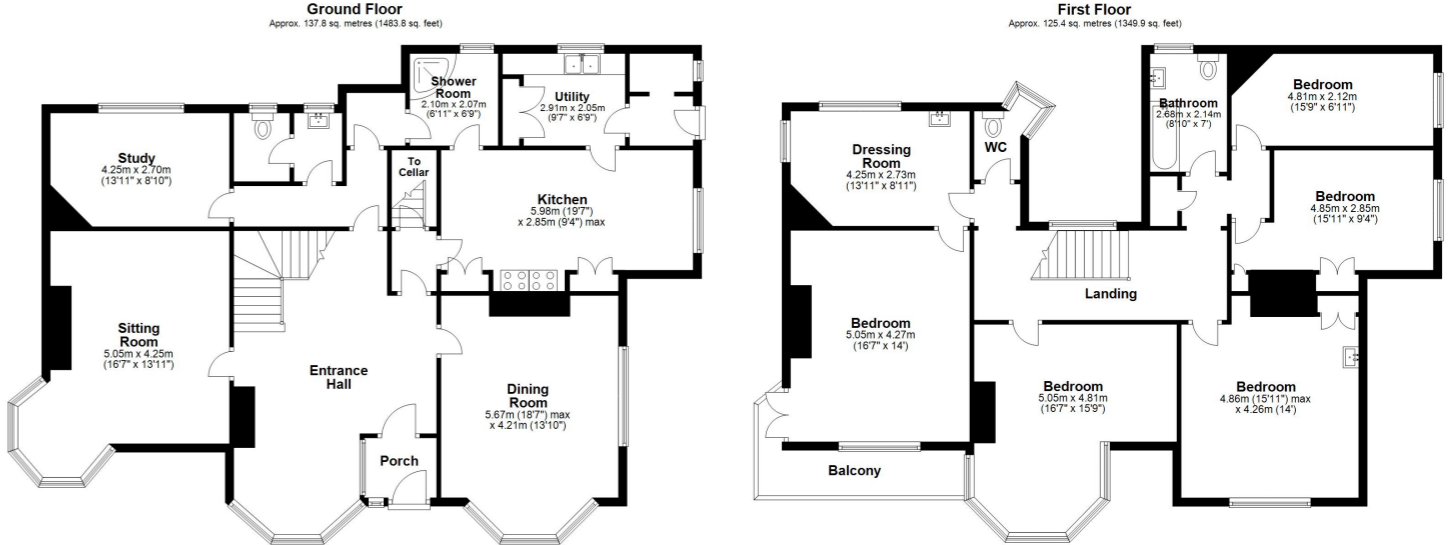 Ground Floor
Approx. 137.8 sq. metres (1483.8 sq. feet)
Shower
Room
2.10m x 2.07m
(6'11" x 6'9")
Utility
2.91m x 2.05m
(9'7" x 6'9")
Study
4.25m x 2.70m
(13'11" x 8'10")
To
Cellar
Kitchen
5.98m (19'7")
x 2.85m (9'4") max
Sitting
Room
5.05m x 4.25m
(16'7" x 13'11")
Entrance
Hall
Dining
Room
5.67m (18'7") max
x 4.21m (13'10")
Porch
First Floor
Approx. 125.4 sq. metres (1349.9 sq. feet)
Bedroom
4.81m x 2.12m
(15'9" x 6'11")
Bathroom
2.68m x 2.14m
(8'10" x 7')
Dressing
Room
4.25m x 2.73m
(13'11" x 8'11")
WC
Bedroom
4.85m x 2.85m
(15'11" x 9'4")
Landing
Bedroom
5.05m x 4.27m
(16'7" x 14')
Bedroom
5.05m x 4.81m
(16'7" x 15'9")
Bedroom
4.86m (15'11") max
x 4.26m (14')
Balcony